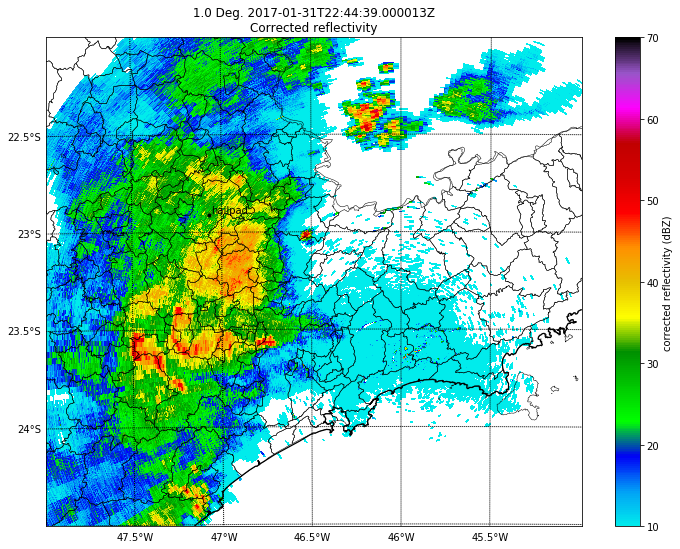 1.0 Deg. 2017-01-31T22:44:39.000013Z
Corrected reflectivity
22.5°S
23°S
23.5°S
24°S
47.5°W
47°W
46.5°W
46°W
45.5°W
70
60
50
40
30
20
10
corrected reflectivity (dBZ)